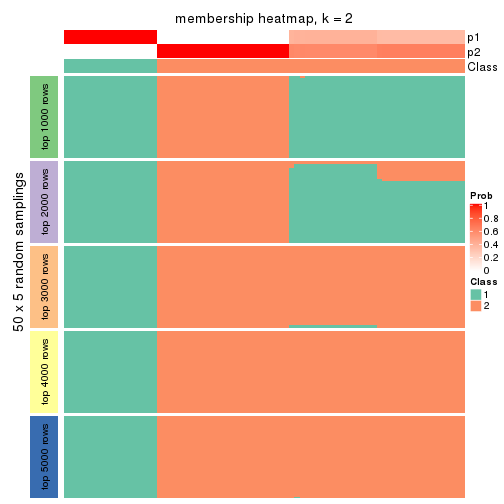 membership heatmap, k = 2
p1
p2
Class
50 x 5 random samplings
top 1000 rows
top 2000 rows
top 3000 rows
top 4000 rows
top 5000 rows
Prob
1
0.8
0.6
0.4
0.2
0
Class
1
2